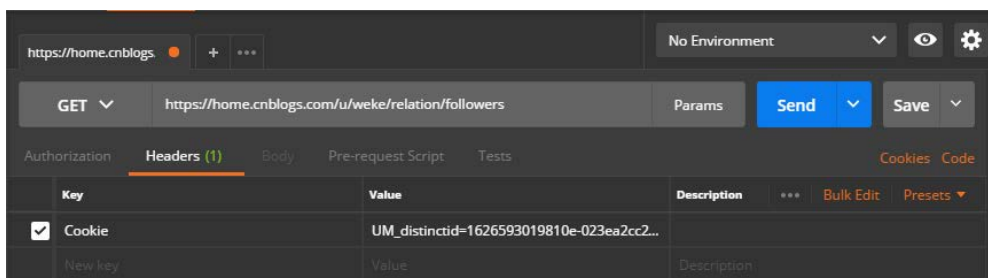 https://home.cnblogs. + •••
No Environment
GET https://home.cnblogs.com/u/weke/relation/followers Params Send Save
Authorization Headers (1) Body Pre-request Script Tests Cookies Code
Key Value Description ••• Bulk Edit Presets
Cookie UM_distinctid=1626593019810e-023ea2cc2...
New key Value Description